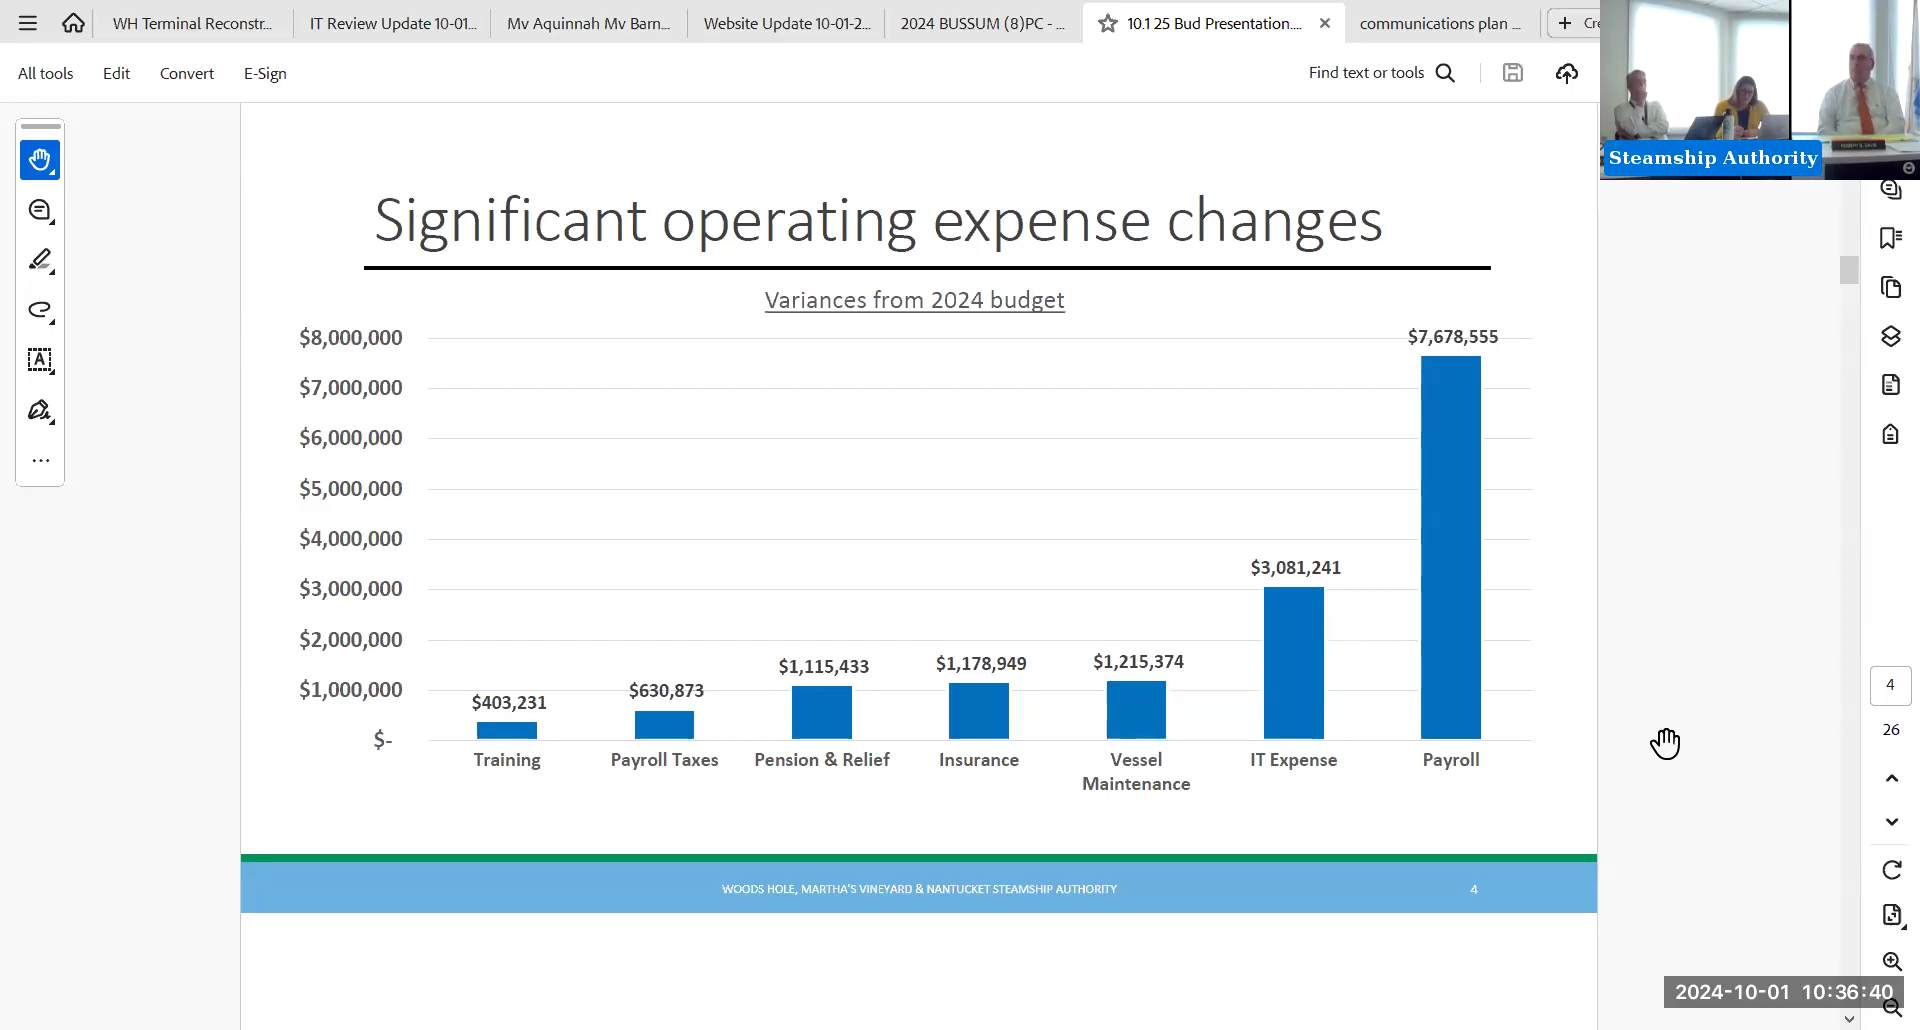 WH Terminal Reconstr...
IT Review Update 10-01...
Mv Aquinnah Mv Barn...
Website Update 10-01-2...
2024 BUSSUM (8)PC - ...
10.1 25 Bud Presentation....
communications plan ...
All tools
Edit
Convert
E-Sign
Find text or tools
Steamship Authority
Significant operating expense changes
Variances from 2024 budget
$8,000,000
$7,000,000
$6,000,000
$5,000,000
$4,000,000
$3,000,000
$2,000,000
$1,000,000
$-
$403,231
$630,873
$1,115,433
$1,178,949
$1,215,374
$3,081,241
$7,678,555
Training
Payroll Taxes
Pension & Relief
Insurance
Vessel
Maintenance
IT Expense
Payroll
WOODS HOLE, MARTHA'S VINEYARD & NANTUCKET STEAMSHIP AUTHORITY
4
4
26
2024-10-01 10:36:40